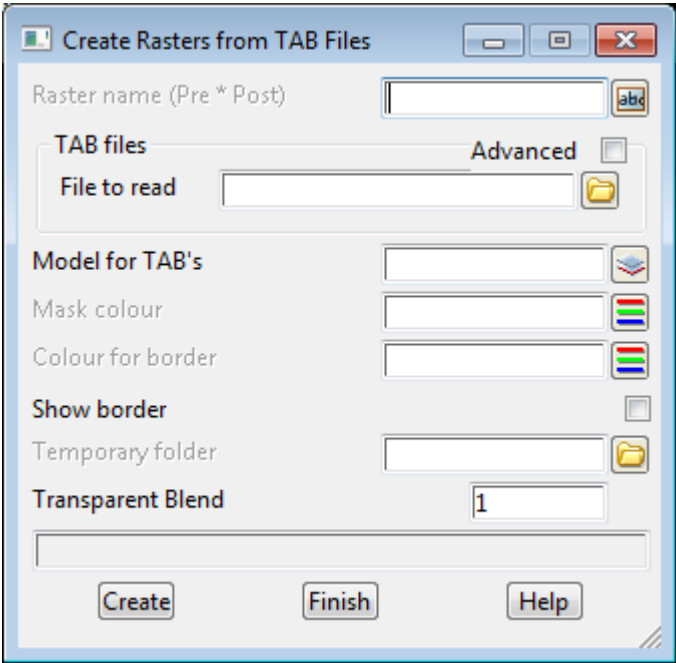 Create Rasters from TAB Files
Raster name (Pre * Post)
abc
TAB files
Advanced
File to read
Model for TAB's
Mask colour
Colour for border
Show border
Temporary folder
Transparent Blend 1
Create Finish Help